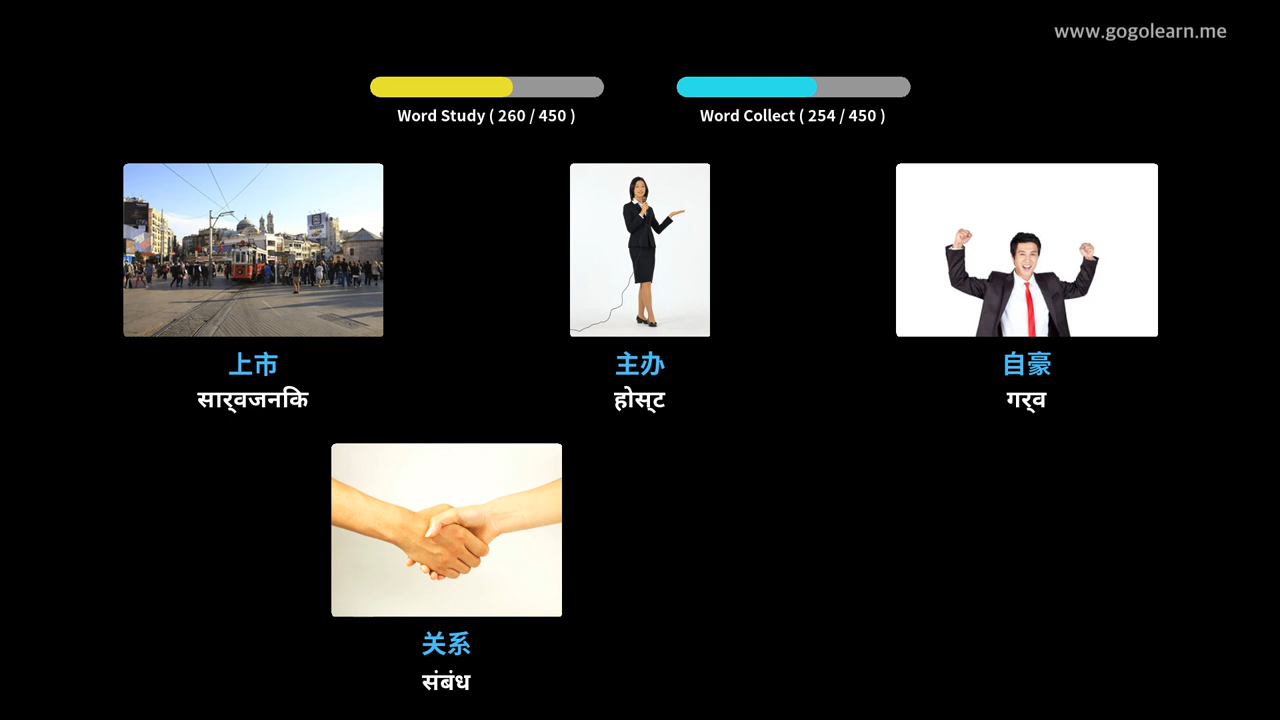 www.gogolearn.me
Word Study ( 260 / 450 )
Word Collect ( 254 / 450 )
上市
主办
自豪
सार्वजनकि
होस्ट
गर्व
关系
संबंध